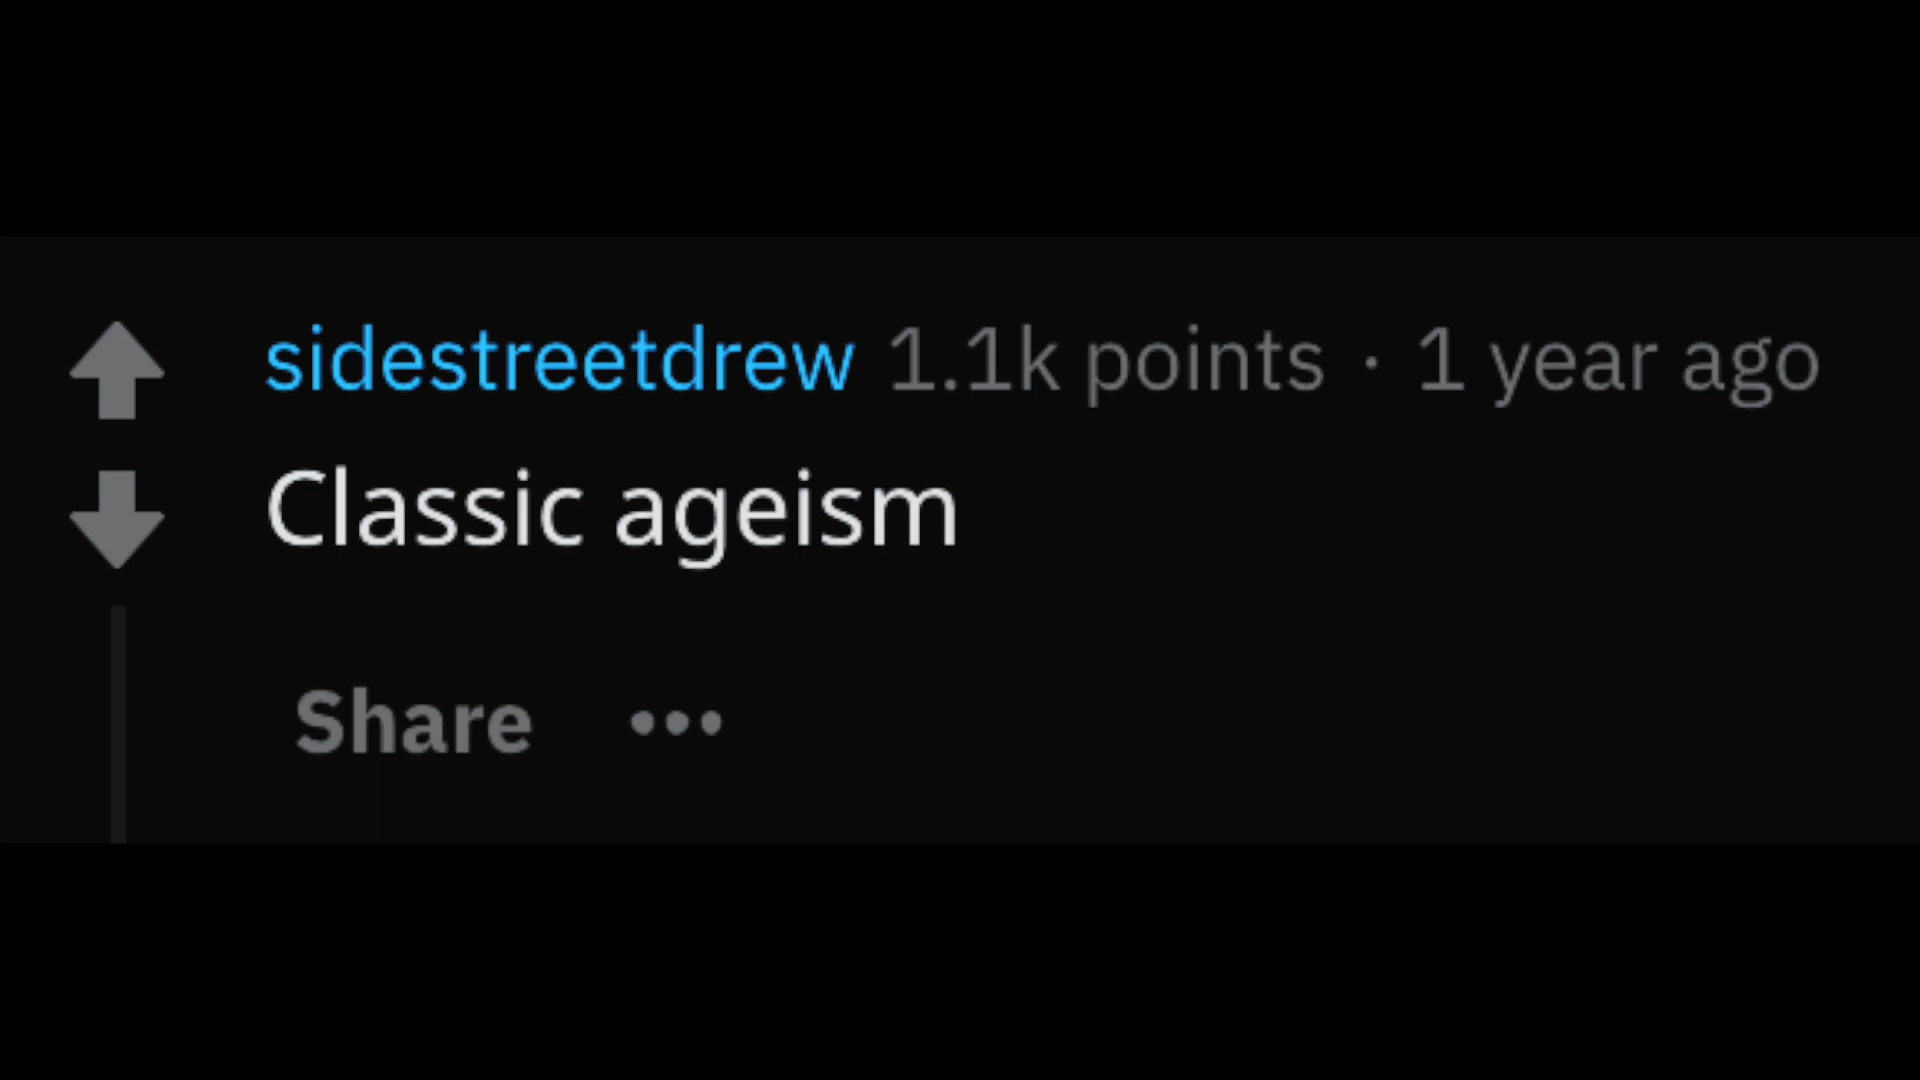 sidestreetdrew 1.1k points · 1 year ago
Classic ageism
Share •••